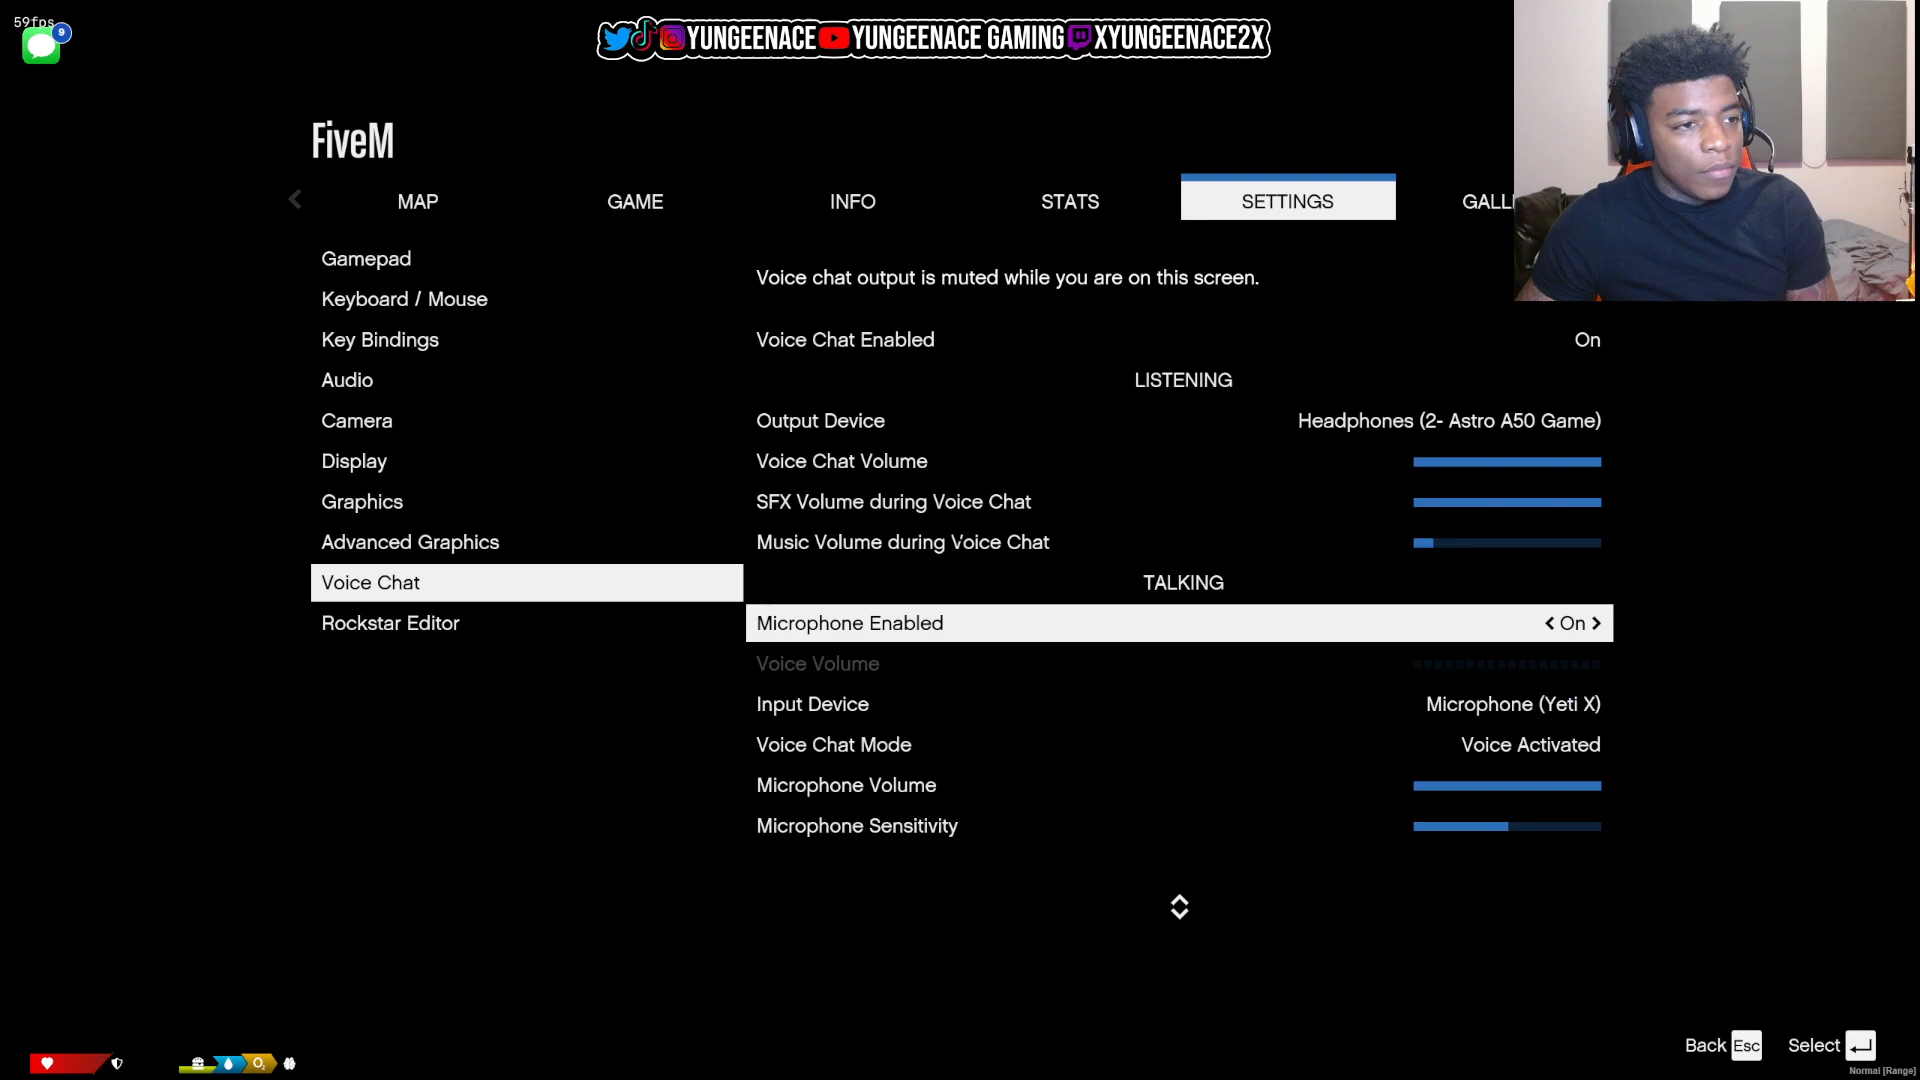 59fps
9
YUNGEENACE YUNGEENACE GAMING XYUNGEENACE2X
FiveM
MAP GAME INFO STATS SETTINGS GALL
Gamepad
Keyboard / Mouse
Key Bindings
Audio
Camera
Display
Graphics
Advanced Graphics
Voice Chat
Rockstar Editor
Voice chat output is muted while you are on this screen.
Voice Chat Enabled On
LISTENING
Output Device Headphones (2- Astro A50 Game)
Voice Chat Volume
SFX Volume during Voice Chat
Music Volume during Voice Chat
TALKING
Microphone Enabled On
Voice Volume
Input Device Microphone (Yeti X)
Voice Chat Mode Voice Activated
Microphone Volume
Microphone Sensitivity
Back Esc Select
O₂
Normal [Range]